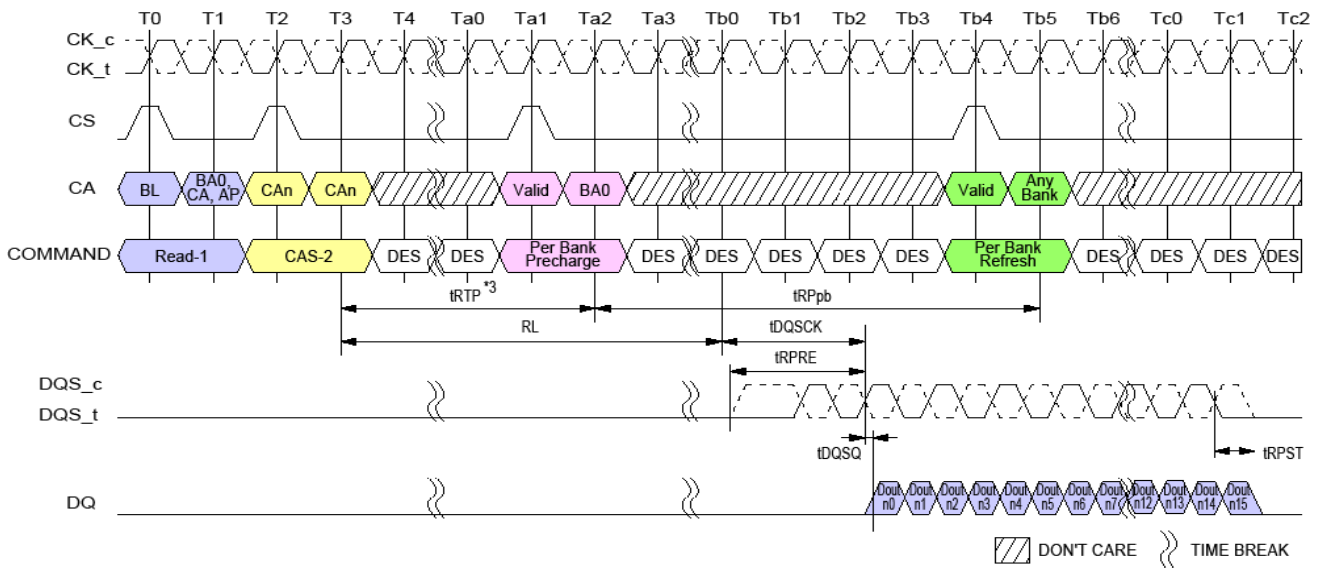 T0 T1 T2 T3 T4 Ta0 Ta1 Ta2 Ta3 Tb0 Tb1 Tb2 Tb3 Tb4 Tb5 Tb6 Tc0 Tc1 Tc2
CK_c
CK_t
CS
CA BL BA0, CA, AP CAn CAn Valid BA0 Valid Any Bank
COMMAND Read-1 CAS-2 DES DES Per Bank Precharge DES DES DES DES DES Per Bank Refresh DES DES DES DES
tRTP *3 tRPpb
RL tDQSCK
tRPRE
DQS_c
DQS_t
tDQSQ tRPST
DQ Dout n0 Dout n1 Dout n2 Dout n3 Dout n4 Dout n5 Dout n6 Dout n7 Dout n12 Dout n13 Dout n14 Dout n15
DON'T CARE TIME BREAK